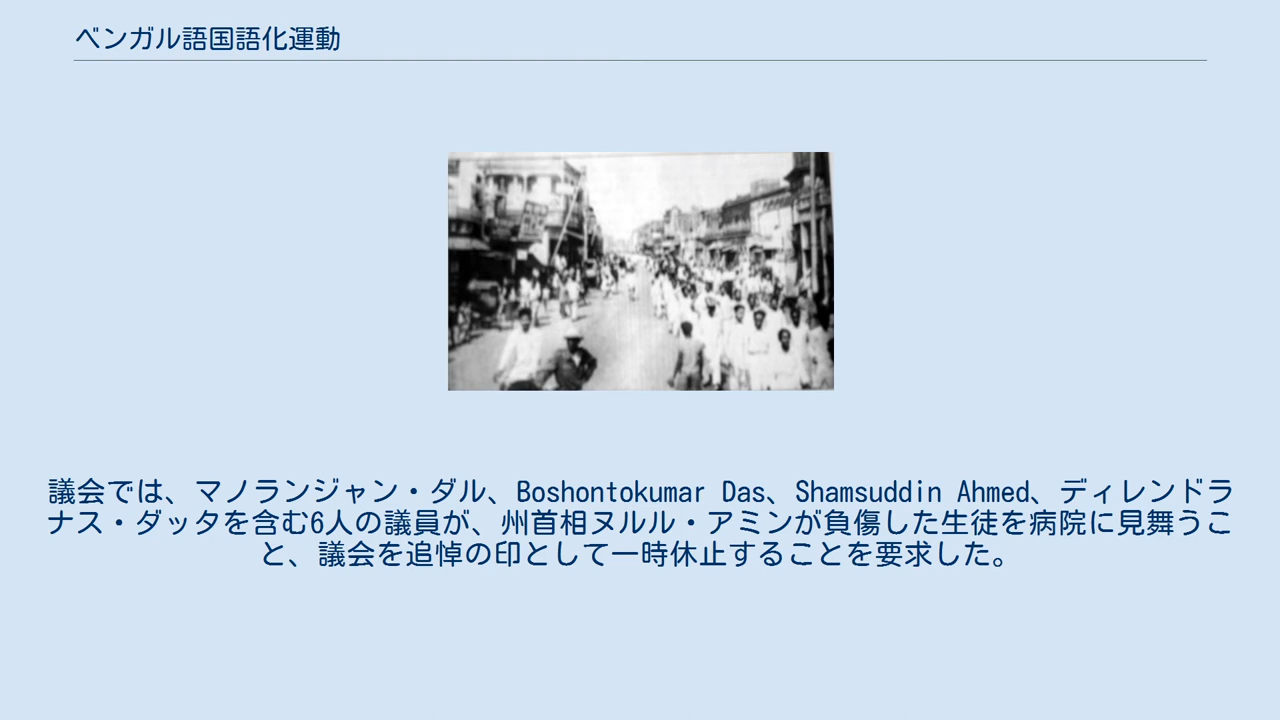 ベンガル語国語化運動
議会では、マノランジャン・ダル、Boshontokumar Das、Shamsuddin Ahmed、ディレンドラ
ナス・ダッタを含む6人の議員が、州首相ヌルル・アミンが負傷した生徒を病院に見舞うこ
と、議会を追悼の印として一時休止することを要求した。